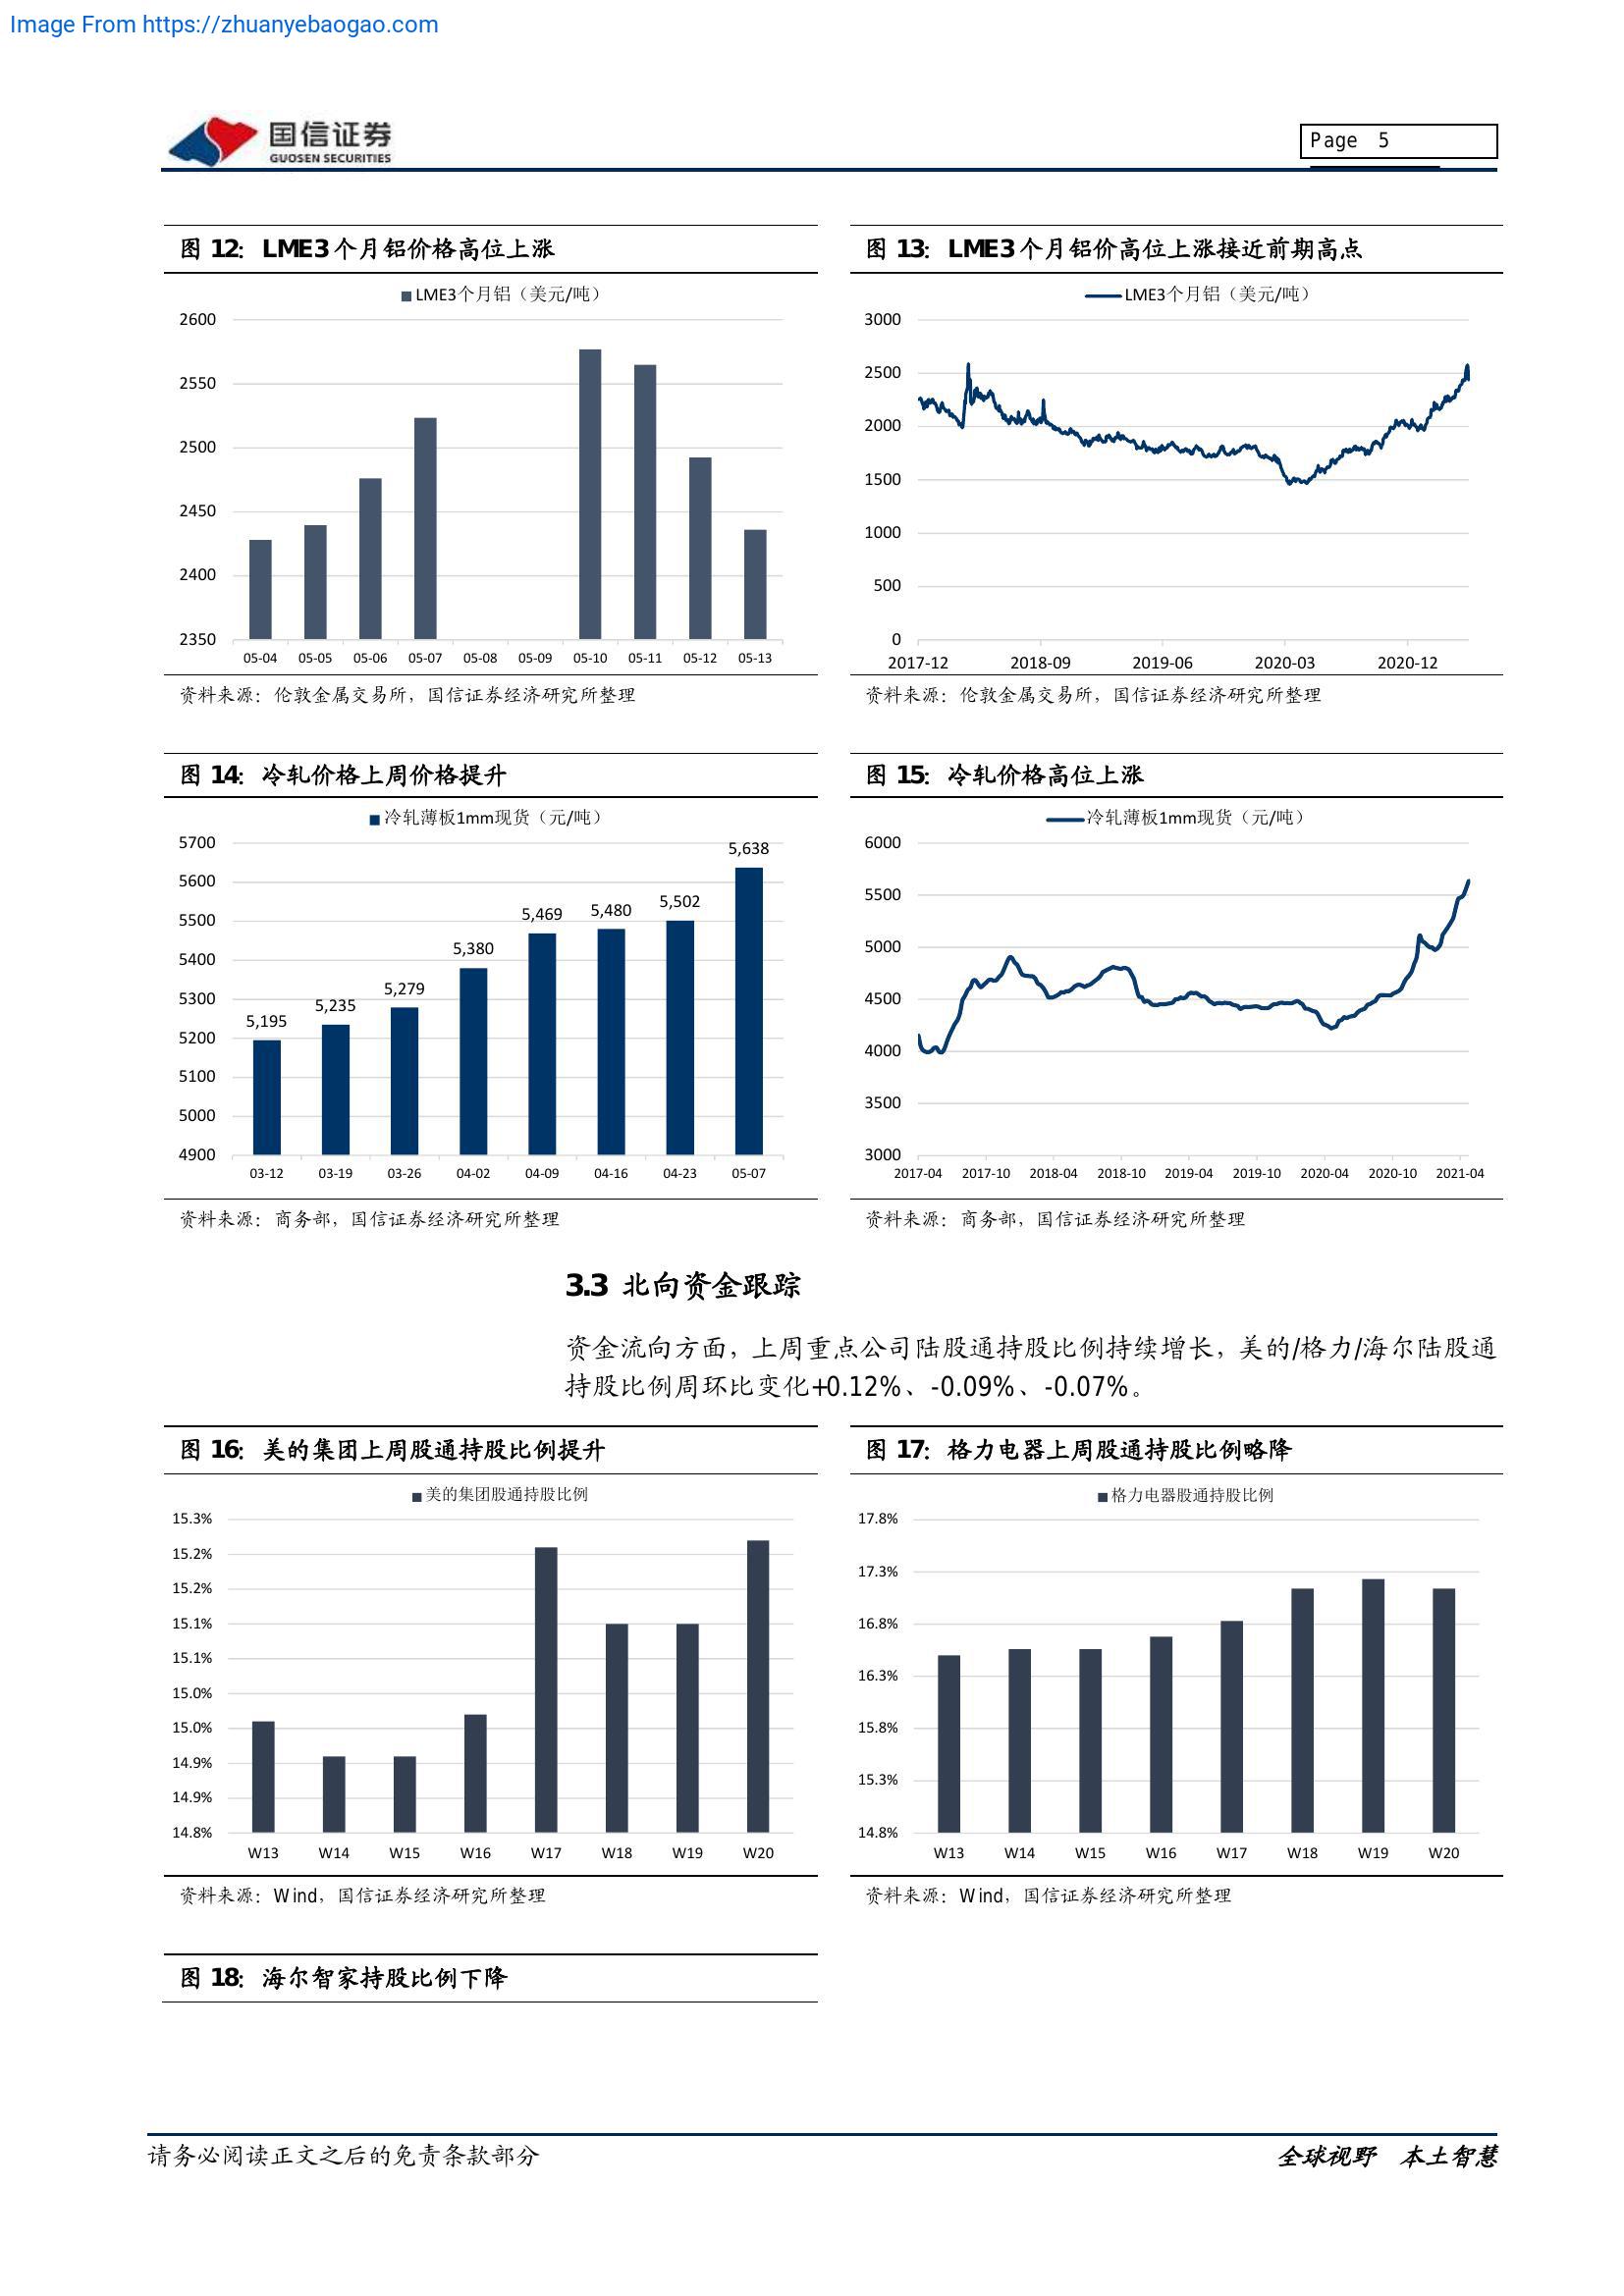 Image From https://zhuanyebaogao.com
国信证券
GUOSEN SECURITIES
Page 5
图 12: LME3 个月铝价格高位上涨
LME3个月铝（美元/吨）
2600
2550
2500
2450
2400
2350
05-04 05-05 05-06 05-07 05-08 05-09 05-10 05-11 05-12 05-13
资料来源：伦敦金属交易所，国信证券经济研究所整理
图 13: LME3 个月铝价高位上涨接近前期高点
LME3个月铝（美元/吨）
3000
2500
2000
1500
1000
500
0
2017-12 2018-09 2019-06 2020-03 2020-12
资料来源：伦敦金属交易所，国信证券经济研究所整理
图 14: 冷轧价格上周价格提升
冷轧薄板1mm现货（元/吨）
5700
5600
5500
5400
5300
5200
5100
5000
4900
5,195 5,235 5,279 5,380 5,469 5,480 5,502 5,638
03-12 03-19 03-26 04-02 04-09 04-16 04-23 05-07
资料来源：商务部，国信证券经济研究所整理
图 15: 冷轧价格高位上涨
冷轧薄板1mm现货（元/吨）
6000
5500
5000
4500
4000
3500
3000
2017-04 2017-10 2018-04 2018-10 2019-04 2019-10 2020-04 2020-10 2021-04
资料来源：商务部，国信证券经济研究所整理
3.3 北向资金跟踪
资金流向方面，上周重点公司陆股通持股比例持续增长，美的/格力/海尔陆股通
持股比例周环比变化+0.12%、-0.09%、-0.07%。
图 16: 美的集团上周股通持股比例提升
美的集团股通持股比例
15.3%
15.2%
15.2%
15.1%
15.1%
15.0%
15.0%
14.9%
14.9%
14.8%
W13 W14 W15 W16 W17 W18 W19 W20
资料来源：Wind，国信证券经济研究所整理
图 17: 格力电器上周股通持股比例略降
格力电器股通持股比例
17.8%
17.3%
16.8%
16.3%
15.8%
15.3%
14.8%
W13 W14 W15 W16 W17 W18 W19 W20
资料来源：Wind，国信证券经济研究所整理
图 18: 海尔智家持股比例下降
请务必阅读正文之后的免责条款部分
全球视野 本土智慧